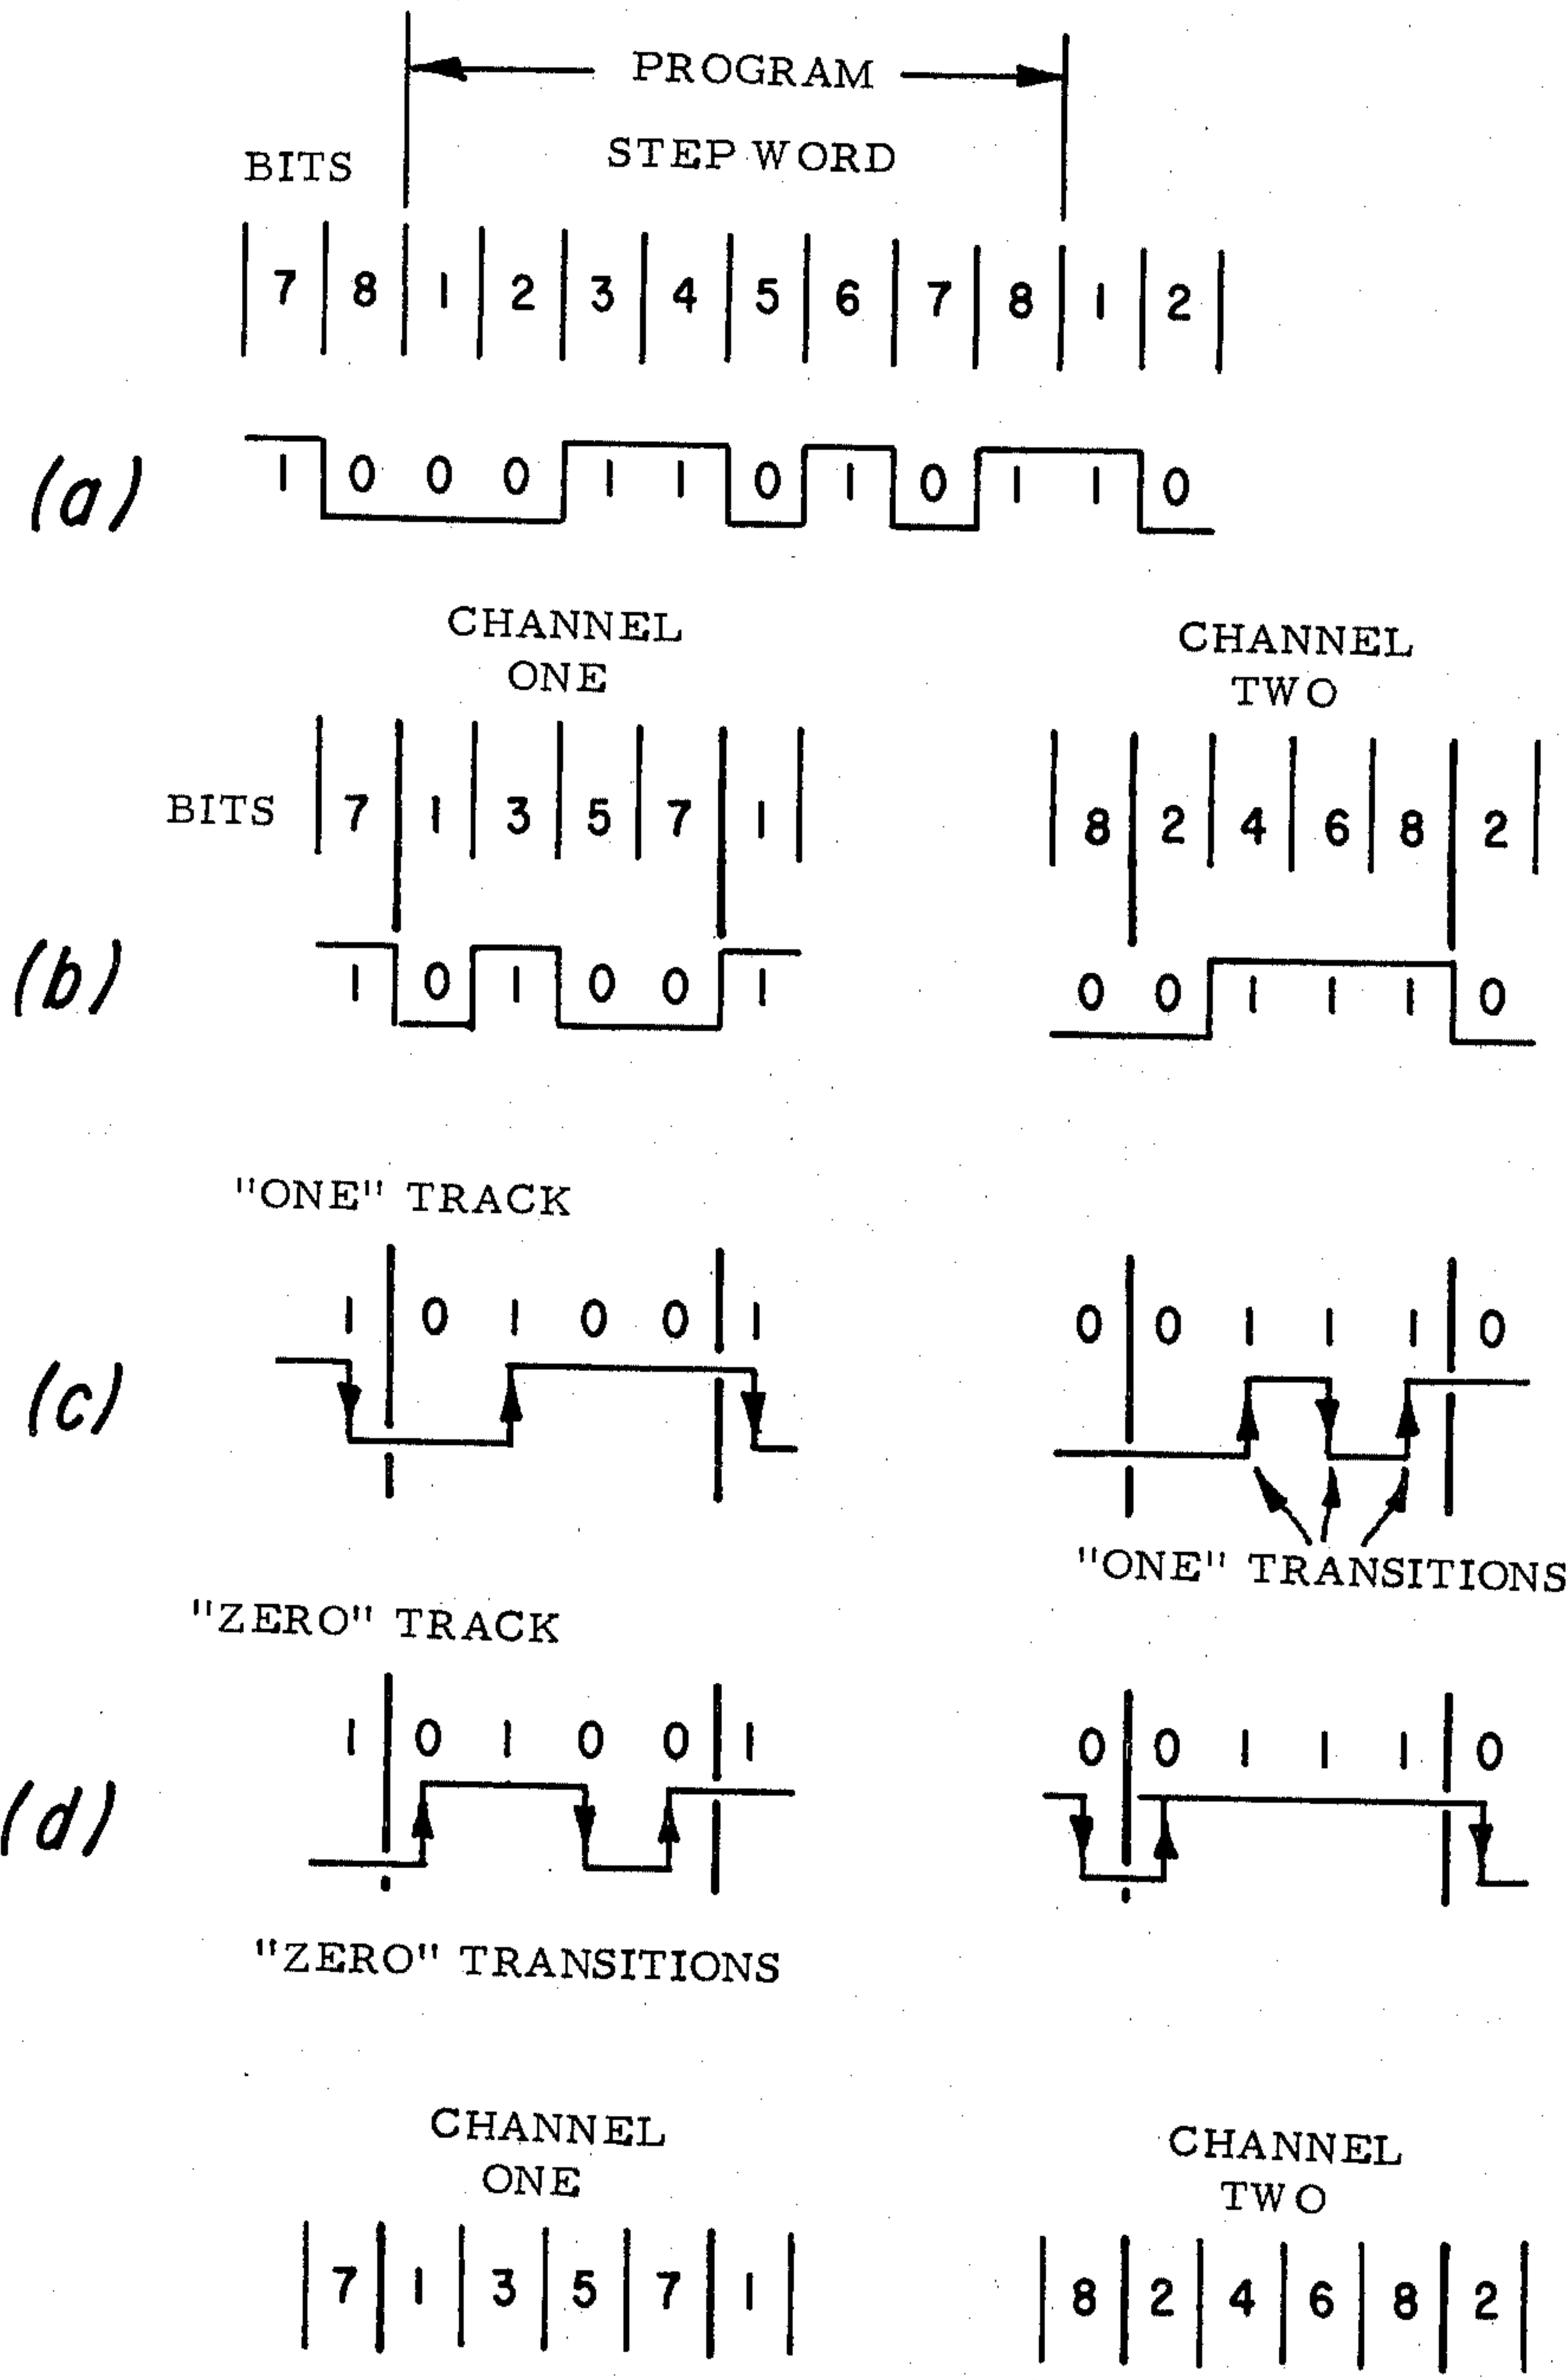 PROGRAM
STEP WORD
BITS
7 8 1 2 3 4 5 6 7 8 1 2
(a)
1 0 0 0 1 1 0 1 0 1 1 0
CHANNEL
ONE
CHANNEL
TWO
BITS
7 1 3 5 7 1
8 2 4 6 8 2
(b)
1 0 1 0 0 1
0 0 1 1 1 0
"ONE" TRACK
1 0 1 0 0 1
0 0 1 1 1 0
(c)
"ONE" TRANSITIONS
"ZERO" TRACK
1 0 1 0 0 1
0 0 1 1 1 0
(d)
"ZERO" TRANSITIONS
CHANNEL
ONE
CHANNEL
TWO
7 1 3 5 7 1
8 2 4 6 8 2